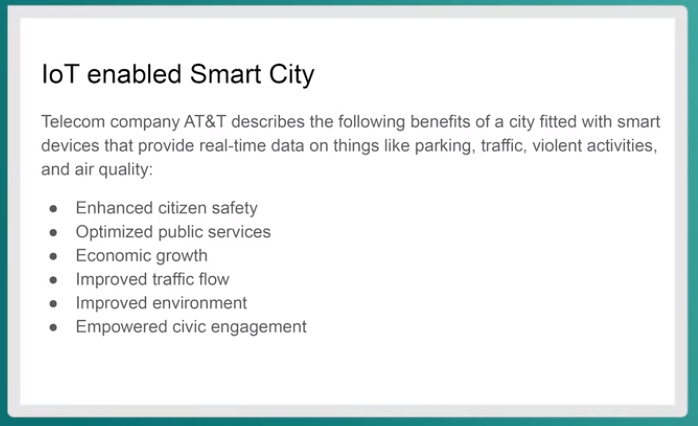 IoT enabled Smart City
Telecom company AT&T describes the following benefits of a city fitted with smart
devices that provide real-time data on things like parking, traffic, violent activities,
and air quality:
● Enhanced citizen safety
● Optimized public services
● Economic growth
● Improved traffic flow
● Improved environment
● Empowered civic engagement